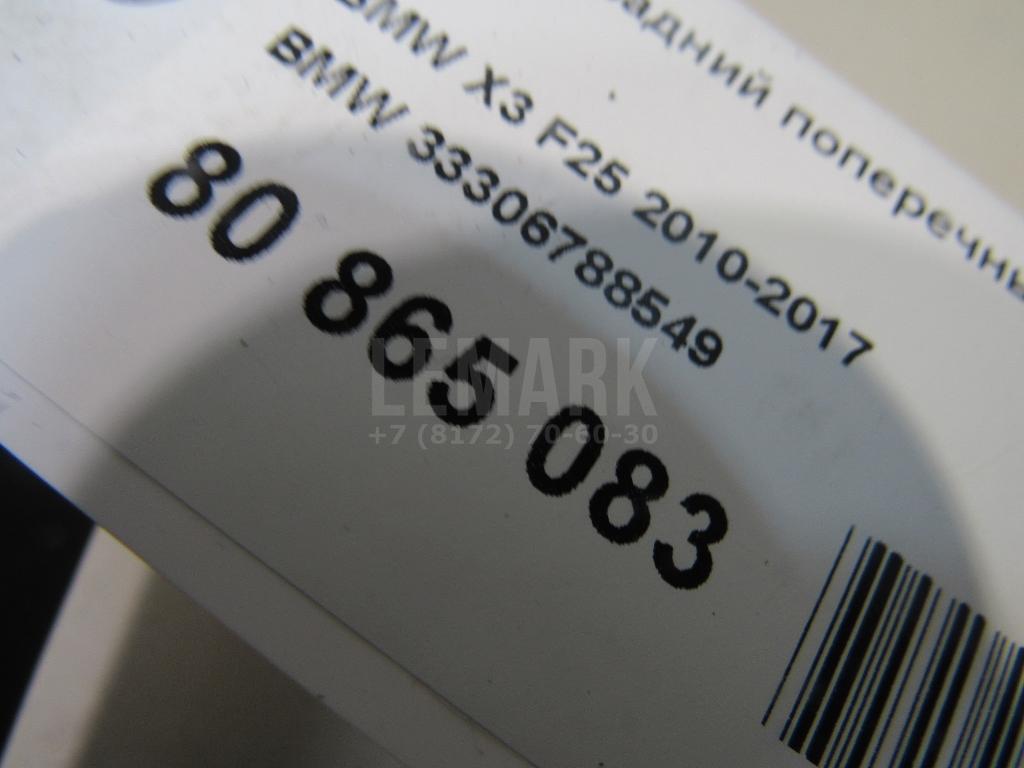 задний поперечны
BMW X3 F25 2010-2017
BMW 33306788549
80 865 083
LEMARK
+7 (8172) 70-60-30